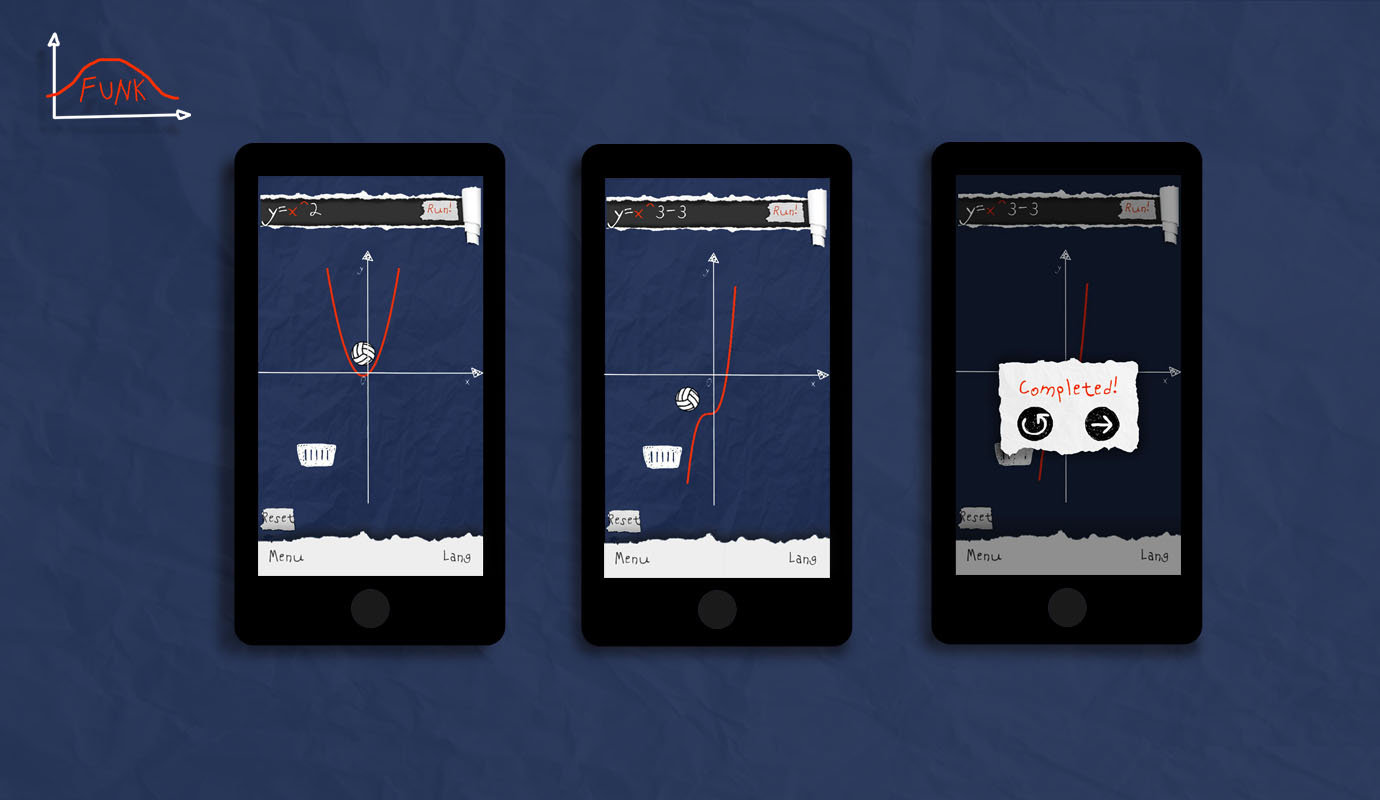 FUNK
y=x^2 Run!
y
0
x
Reset
Menu Lang
y=x^3-3 Run!
y
0
x
Reset
Menu Lang
y=x^3-3 Run!
y
x
Completed!
Reset
Menu Lang